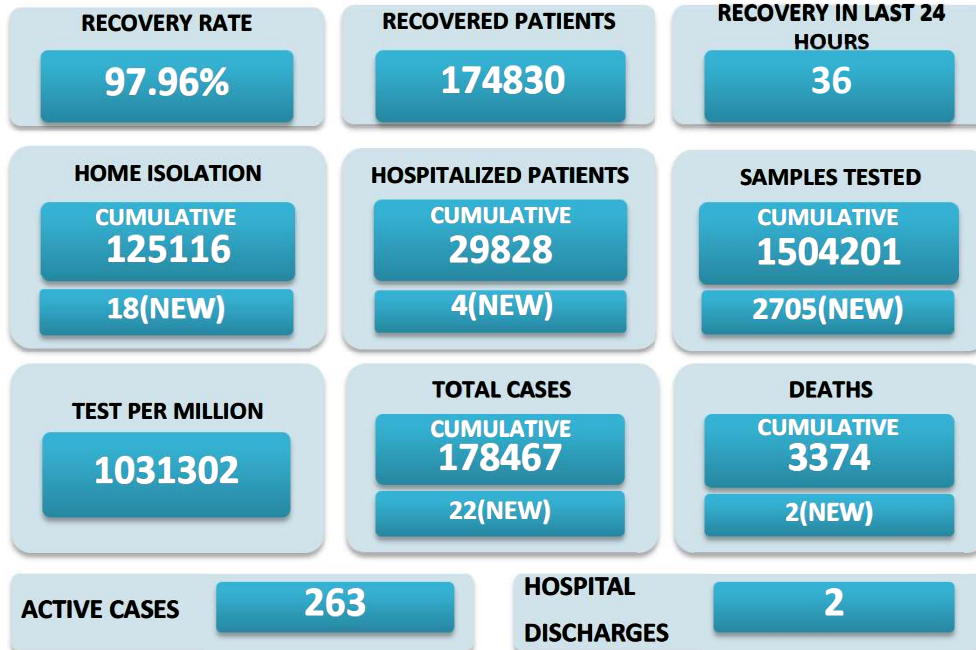 RECOVERY RATE
97.96%
RECOVERED PATIENTS
174830
RECOVERY IN LAST 24
HOURS
36
HOME ISOLATION
CUMULATIVE
125116
18(NEW)
HOSPITALIZED PATIENTS
CUMULATIVE
29828
4(NEW)
SAMPLES TESTED
CUMULATIVE
1504201
2705(NEW)
TEST PER MILLION
1031302
TOTAL CASES
CUMULATIVE
178467
22(NEW)
DEATHS
CUMULATIVE
3374
2(NEW)
ACTIVE CASES
263
HOSPITAL
DISCHARGES
2